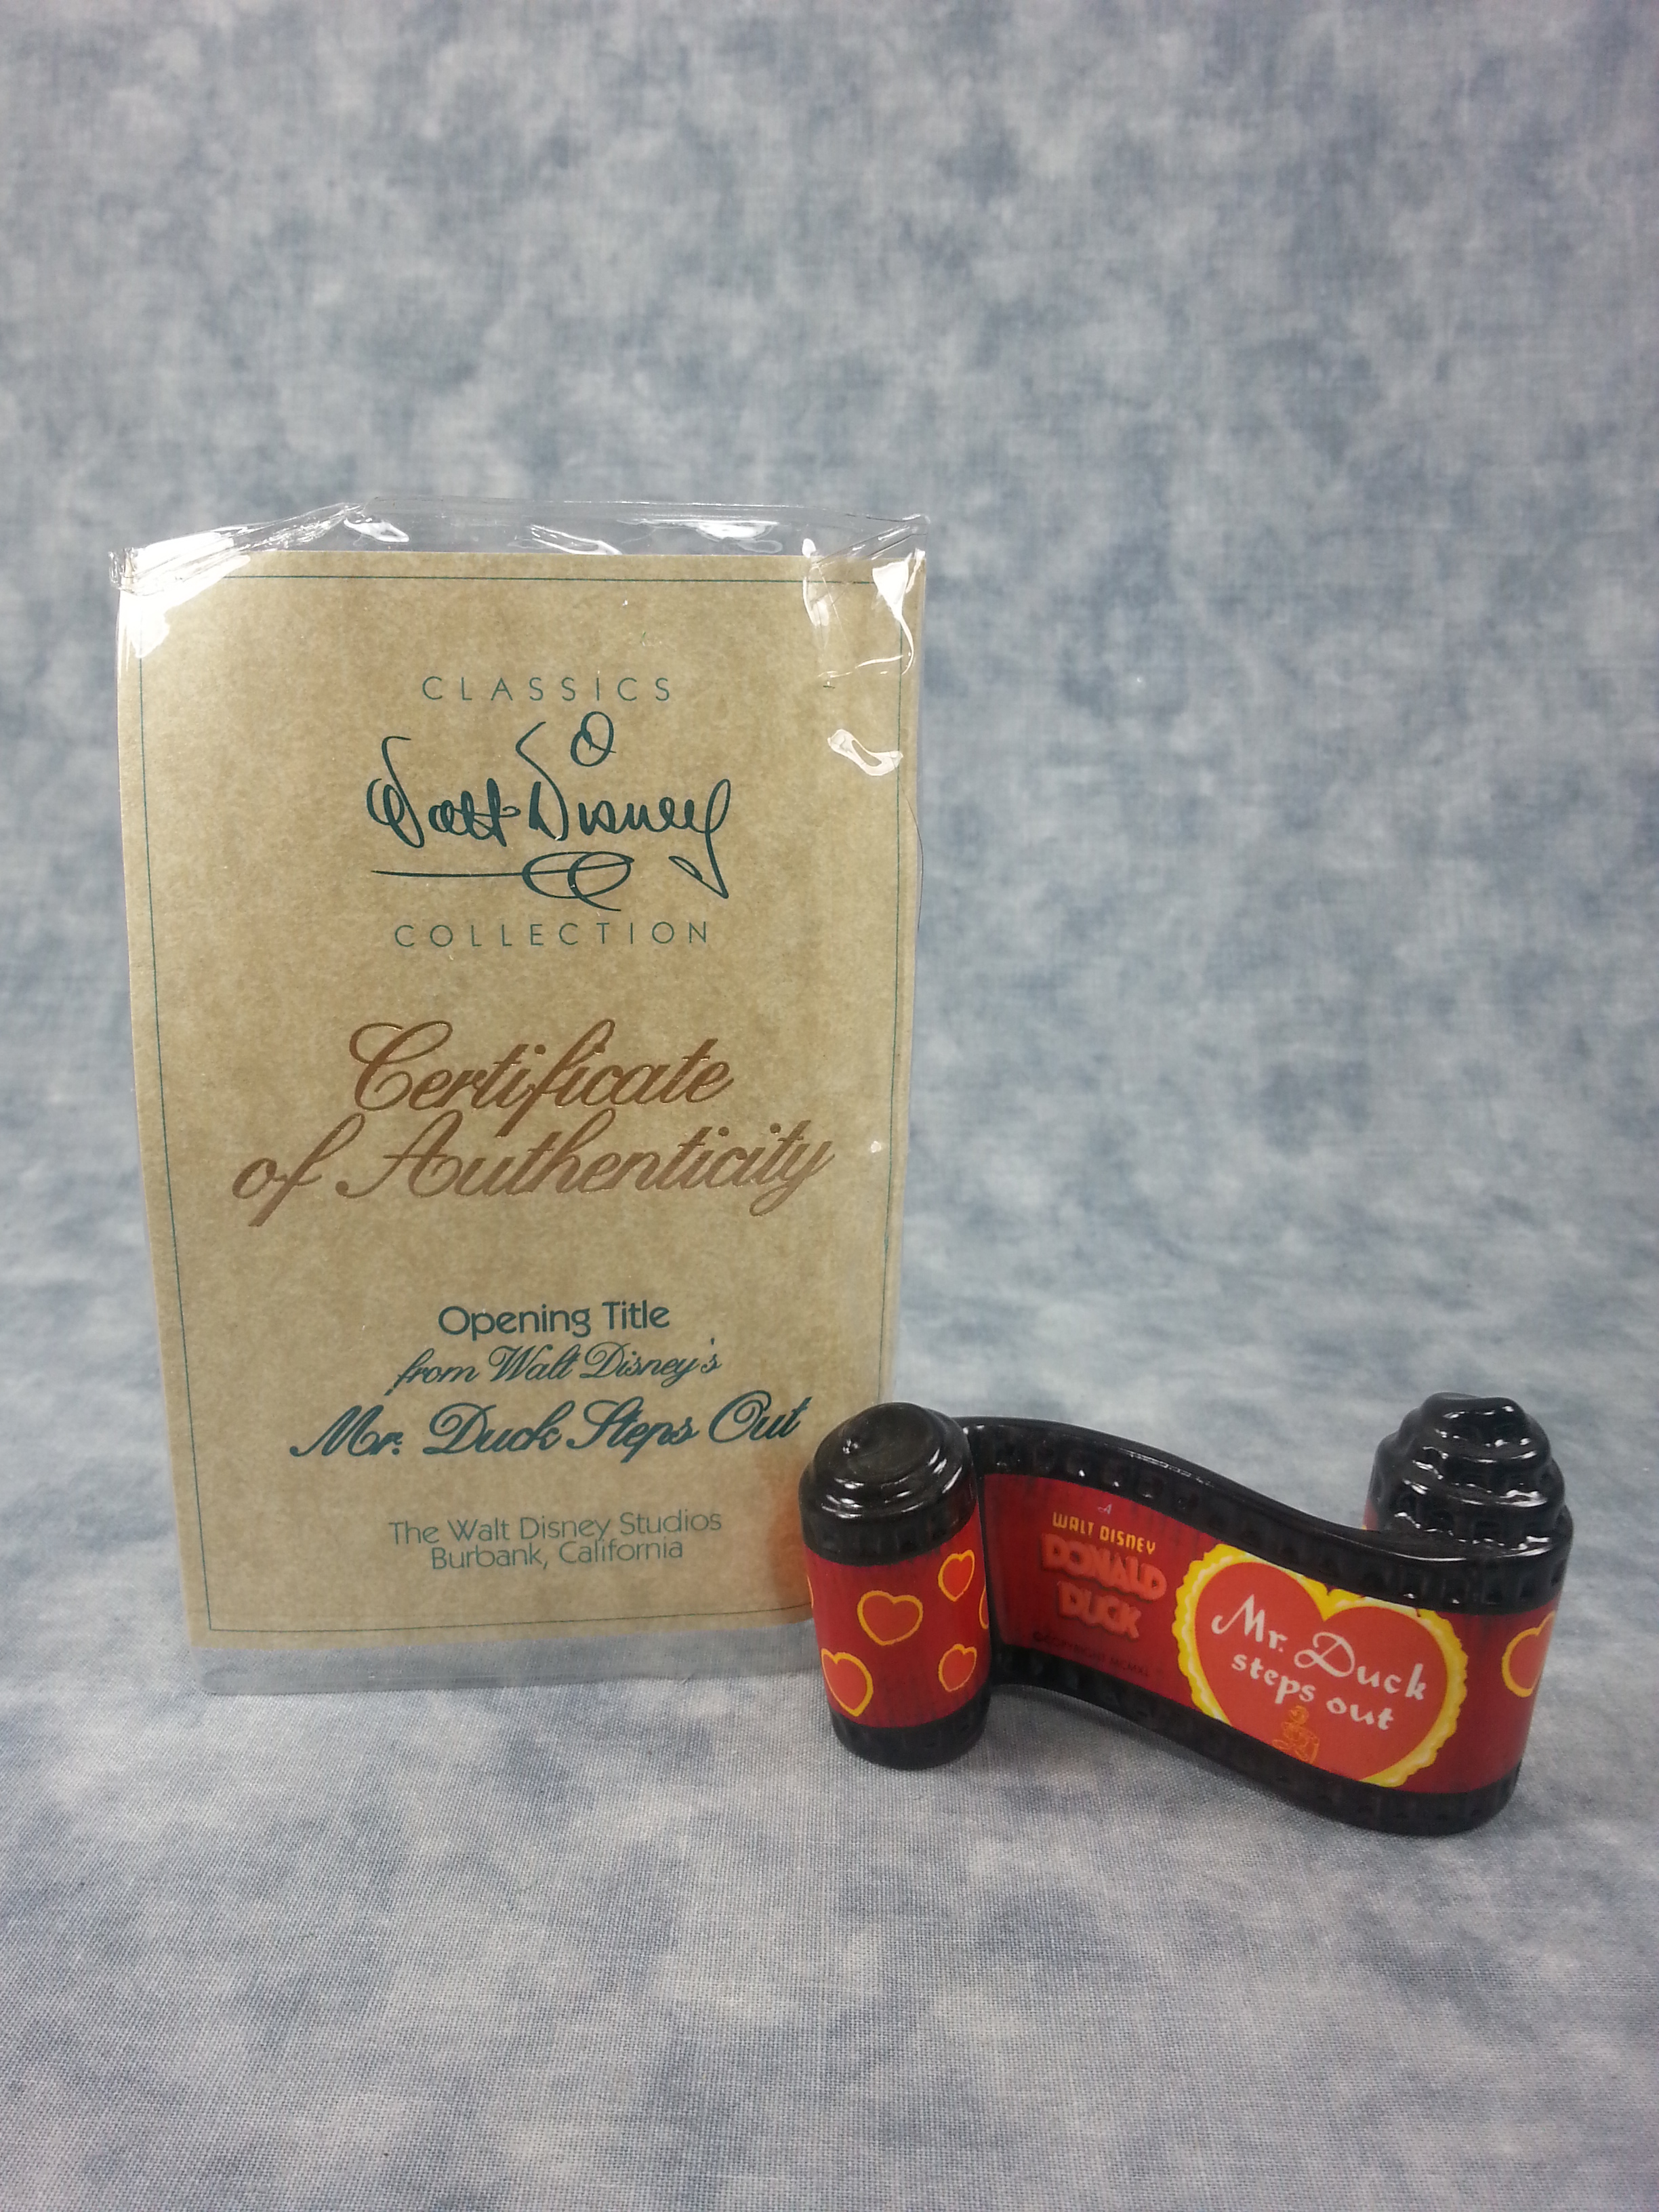 CLASSICS
Walt Disney
COLLECTION
Certificate
of Authenticity
Opening Title
from Walt Disney's
Mr. Duck Steps Out
The Walt Disney Studios
Burbank, California
A
WALT DISNEY
DONALD
DUCK
Mr. Duck
steps out